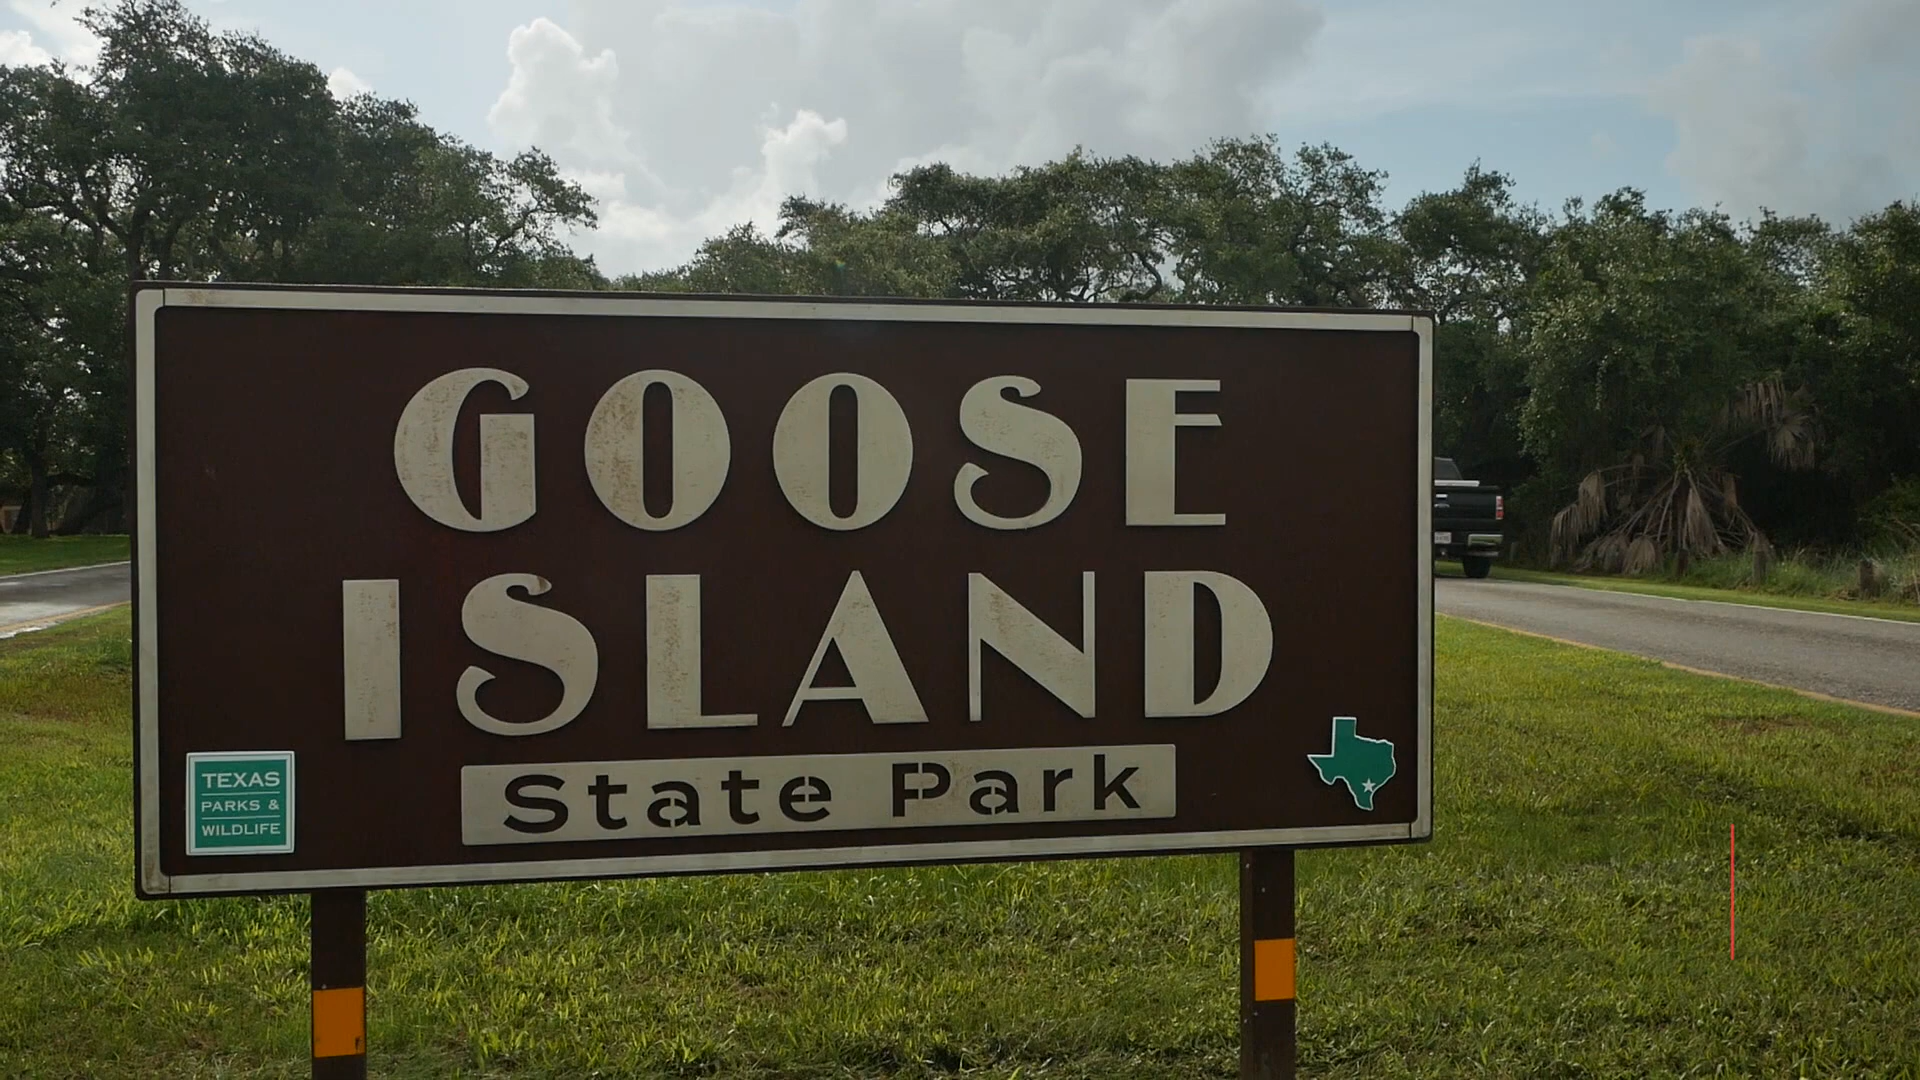 GOOSE
ISLAND
State Park
TEXAS
PARKS &
WILDLIFE